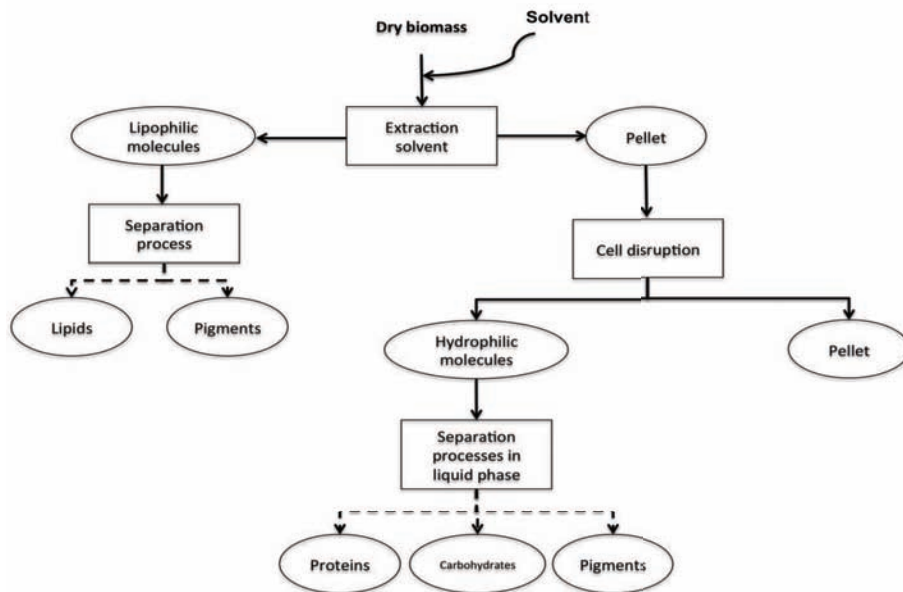 Solvent
Dry biomass
Lipophilic
molecules
Extraction
solvent
Pellet
Separation
process
Cell disruption
Lipids
Pigments
Hydrophilic
molecules
Pellet
Separation
processes in
liquid phase
Proteins
Carbohydrates
Pigments